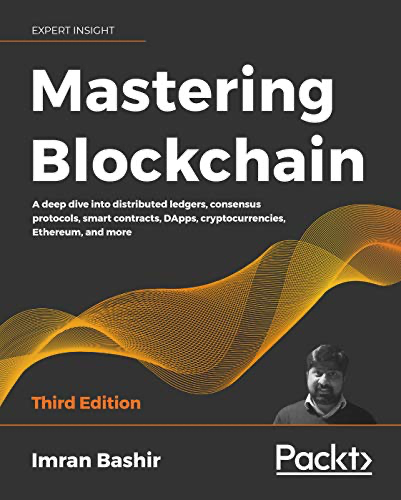 EXPERT INSIGHT
Mastering
Blockchain
A deep dive into distributed ledgers, consensus
protocols, smart contracts, DApps, cryptocurrencies,
Ethereum, and more
Third Edition
Imran Bashir
Packt>